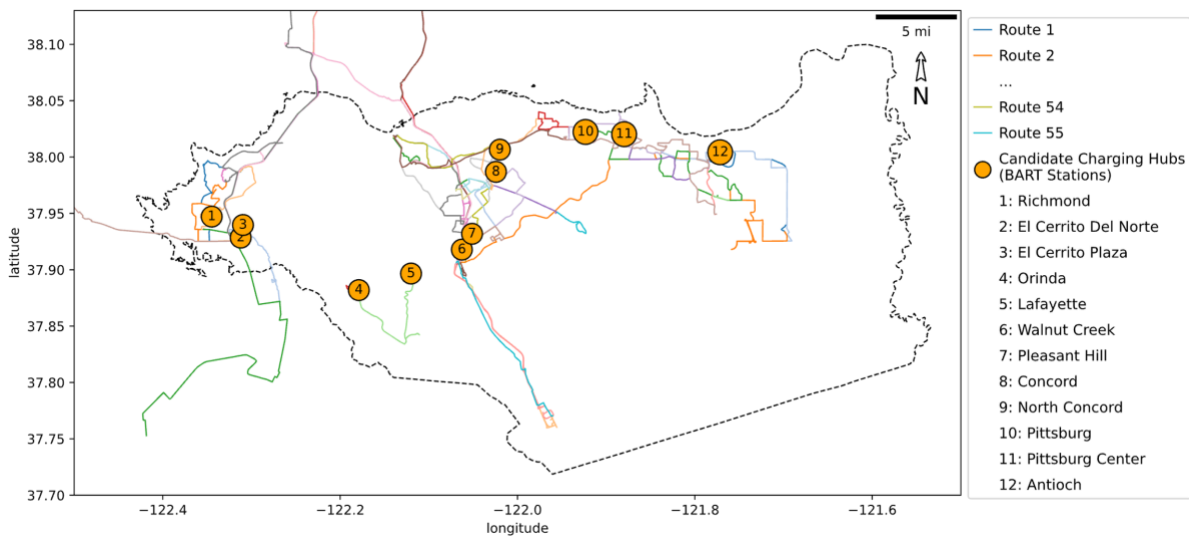 38.10
38.05
38.00
37.95
37.90
37.85
37.80
37.75
37.70
latitude
5 mi
N
1
3
2
4
5
6
7
8
9
10
11
12
−122.4
−122.2
−122.0
−121.8
−121.6
longitude
Route 1
Route 2
...
Route 54
Route 55
Candidate Charging Hubs
(BART Stations)
1: Richmond
2: El Cerrito Del Norte
3: El Cerrito Plaza
4: Orinda
5: Lafayette
6: Walnut Creek
7: Pleasant Hill
8: Concord
9: North Concord
10: Pittsburg
11: Pittsburg Center
12: Antioch